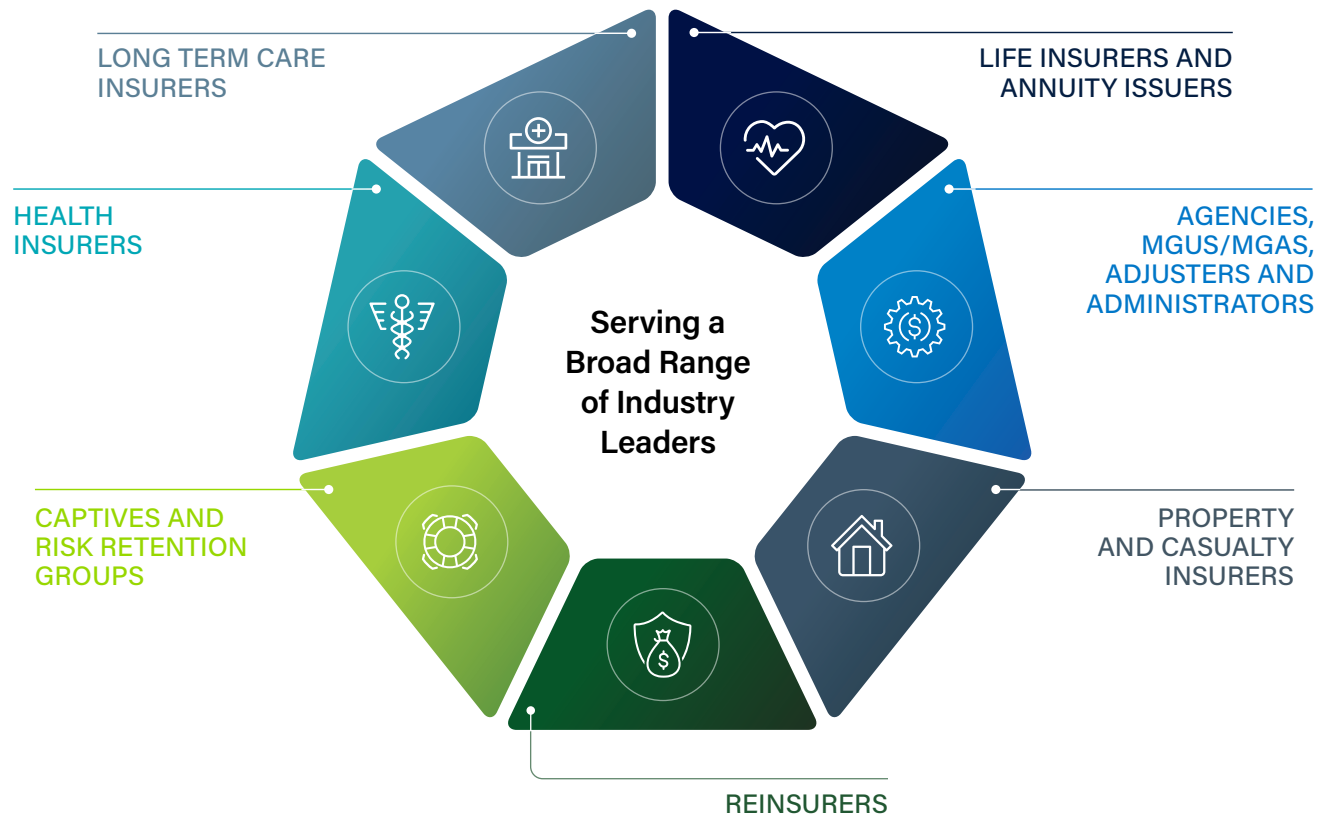 LONG TERM CARE
INSURERS
LIFE INSURERS AND
ANNUITY ISSUERS
HEALTH
INSURERS
AGENCIES,
MGUS/MGAS,
ADJUSTERS AND
ADMINISTRATORS
Serving a
Broad Range
of Industry
Leaders
CAPTIVES AND
RISK RETENTION
GROUPS
PROPERTY
AND CASUALTY
INSURERS
$
$
REINSURERS